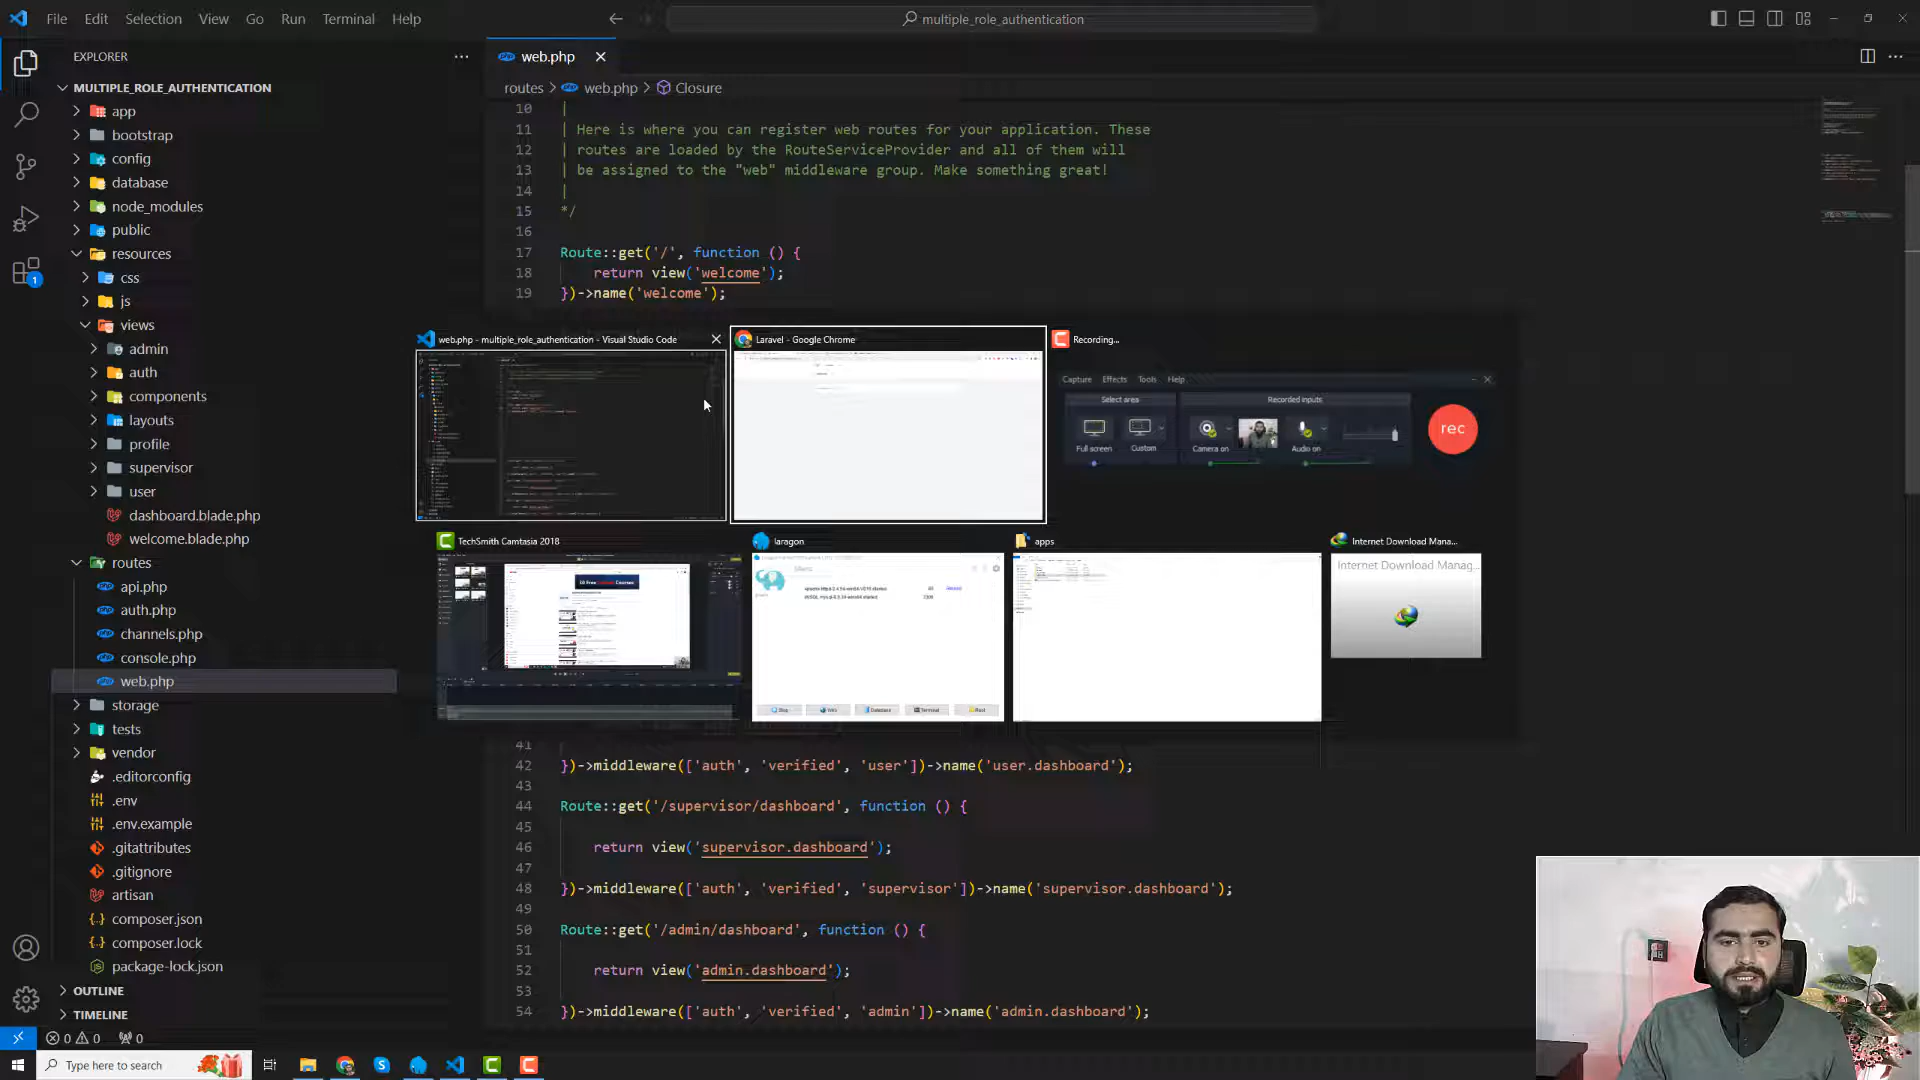 File Edit Selection View Go Run Terminal Help
multiple_role_authentication
EXPLORER
web.php
routes > web.php > Closure
MULTIPLE_ROLE_AUTHENTICATION
app
bootstrap
config
database
node_modules
public
resources
css
js
views
admin
auth
components
layouts
profile
supervisor
user
dashboard.blade.php
welcome.blade.php
routes
api.php
auth.php
channels.php
console.php
web.php
storage
tests
vendor
.editorconfig
.env
.env.example
.gitattributes
.gitignore
artisan
composer.json
composer.lock
package-lock.json
OUTLINE
TIMELINE
10 |
11 | Here is where you can register web routes for your application. These
12 | routes are loaded by the RouteServiceProvider and all of them will
13 | be assigned to the "web" middleware group. Make something great!
14 |
15 */
16
17 Route::get('/', function () {
18 return view('welcome');
19 })->name('welcome');
web.php - multiple_role_authentication - Visual Studio Code
Laravel - Google Chrome
Recording...
Capture Effects Tools Help
Select area
Recorded inputs
Full screen
Custom
Camera on
Audio on
rec
TechSmith Camtasia 2018
laragon
apps
Internet Download Mana...
Internet Download Manag...
41
42 })->middleware(['auth', 'verified', 'user'])->name('user.dashboard');
43
44 Route::get('/supervisor/dashboard', function () {
45
46 return view('supervisor.dashboard');
47
48 })->middleware(['auth', 'verified', 'supervisor'])->name('supervisor.dashboard');
49
50 Route::get('/admin/dashboard', function () {
51
52 return view('admin.dashboard');
53
54 })->middleware(['auth', 'verified', 'admin'])->name('admin.dashboard');
1
0 0 0
Type here to search